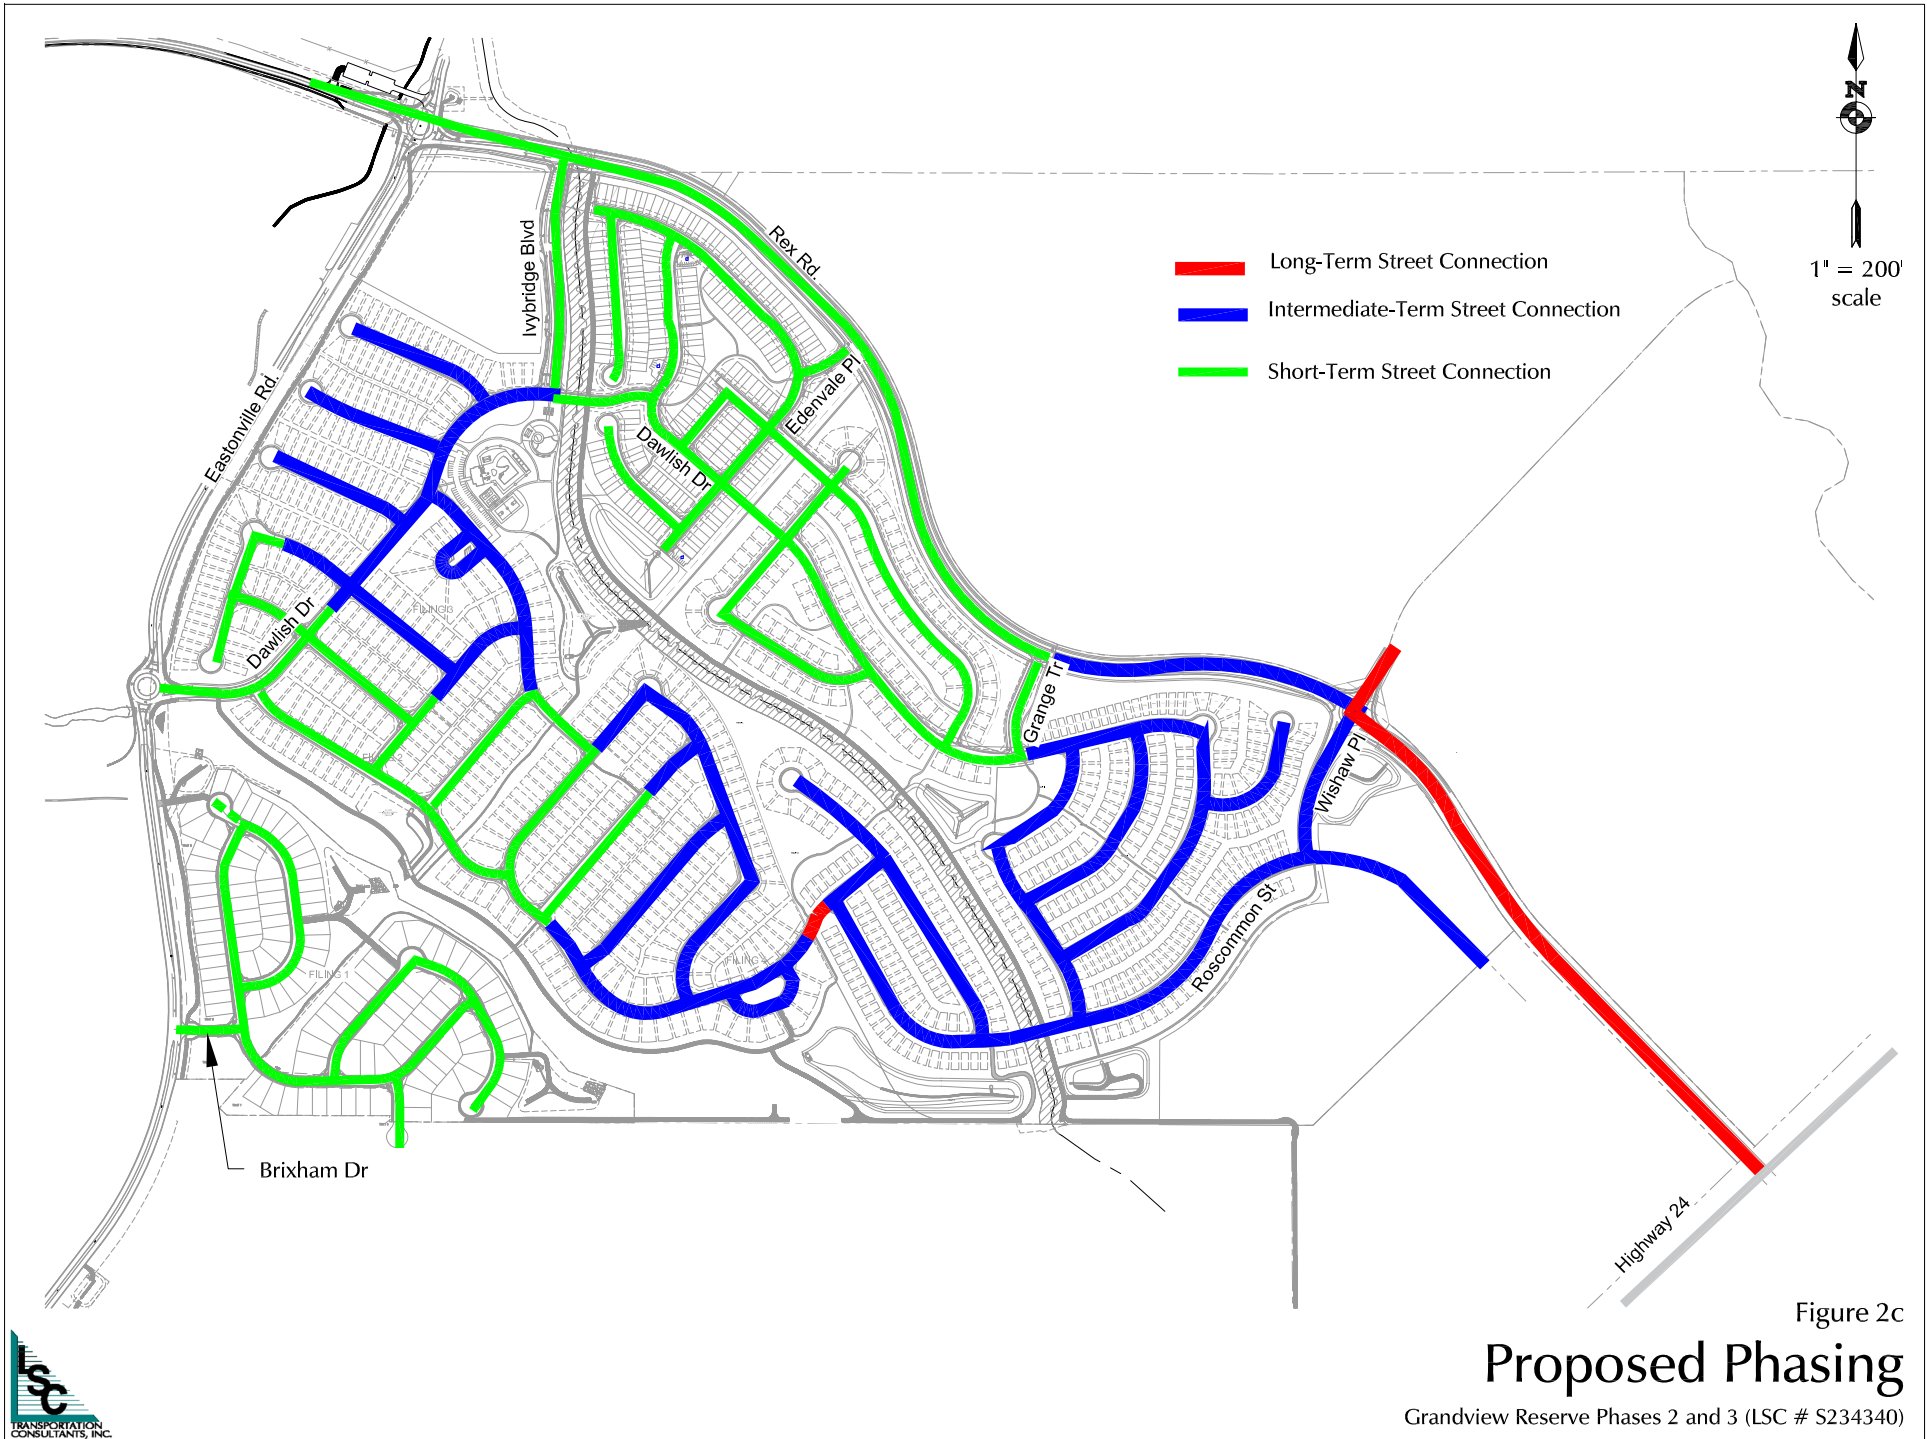 N
1" = 200'
scale
Long-Term Street Connection
Intermediate-Term Street Connection
Short-Term Street Connection
Rex Rd.
Ivybridge Blvd
Eastonville Rd.
Edenvale Pl
Dawlish Dr
Dawlish Dr
FILING 3
Grange Tr
Wishaw Pl
Roscommon St
FILING 1
Brixham Dr
Highway 24
Figure 2c
Proposed Phasing
Grandview Reserve Phases 2 and 3 (LSC # S234340)
LSC
TRANSPORTATION
CONSULTANTS, INC.